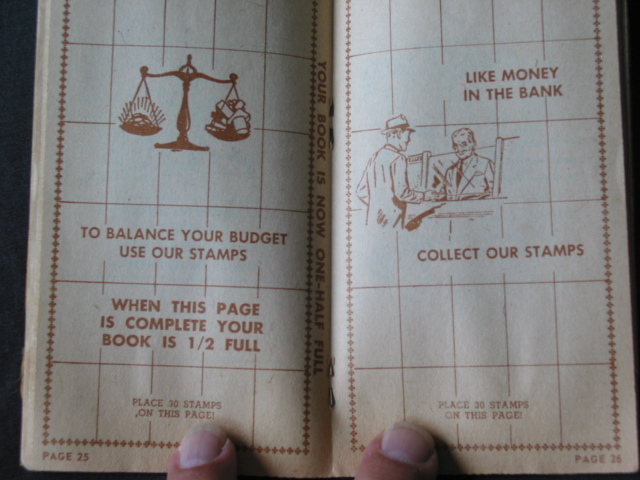 TO BALANCE YOUR BUDGET
USE OUR STAMPS
WHEN THIS PAGE
IS COMPLETE YOUR
BOOK IS 1/2 FULL
PLACE 30 STAMPS
ON THIS PAGE!
PAGE 25
YOUR BOOK IS NOW ONE-HALF FULL
LIKE MONEY
IN THE BANK
COLLECT OUR STAMPS
PLACE 30 STAMPS
ON THIS PAGE!
PAGE 26